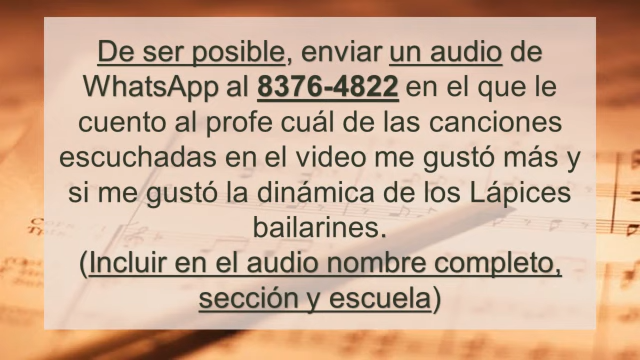 De ser posible, enviar un audio de
WhatsApp al 8376-4822 en el que le
cuento al profe cuál de las canciones
escuchadas en el video me gustó más y
si me gustó la dinámica de los Lápices
bailarines.
(Incluir en el audio nombre completo,
sección y escuela)